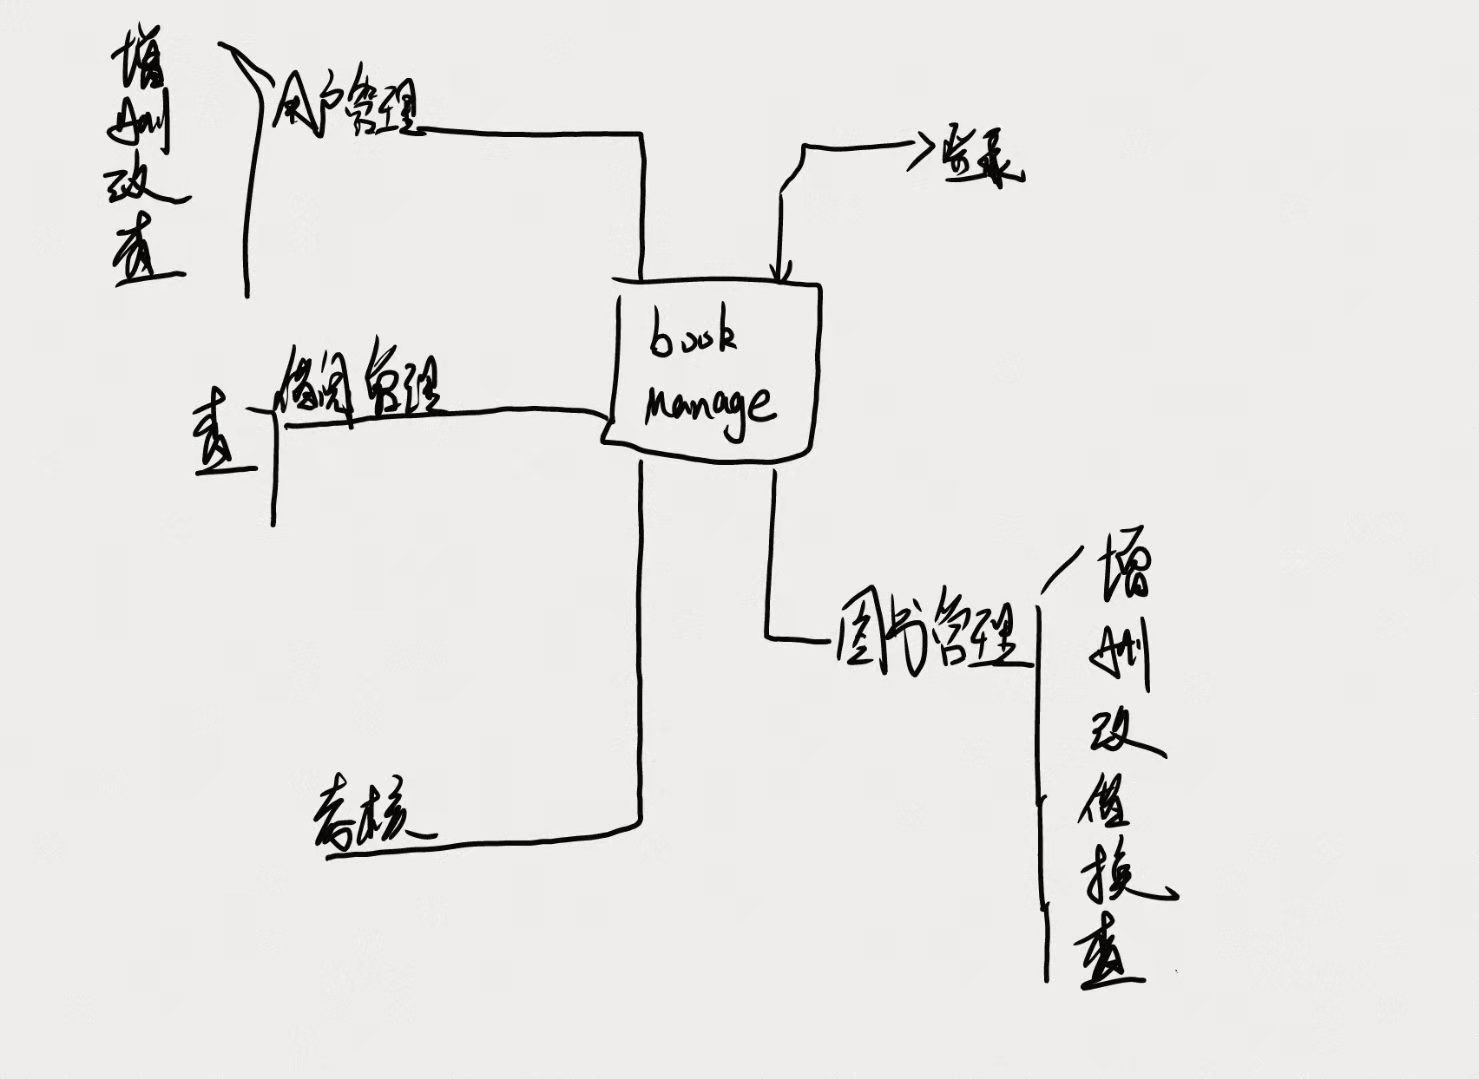 增
删
改
查
用户管理
登录
book
manage
借阅管理
查
图书管理
增
删
改
借
换
查
考核